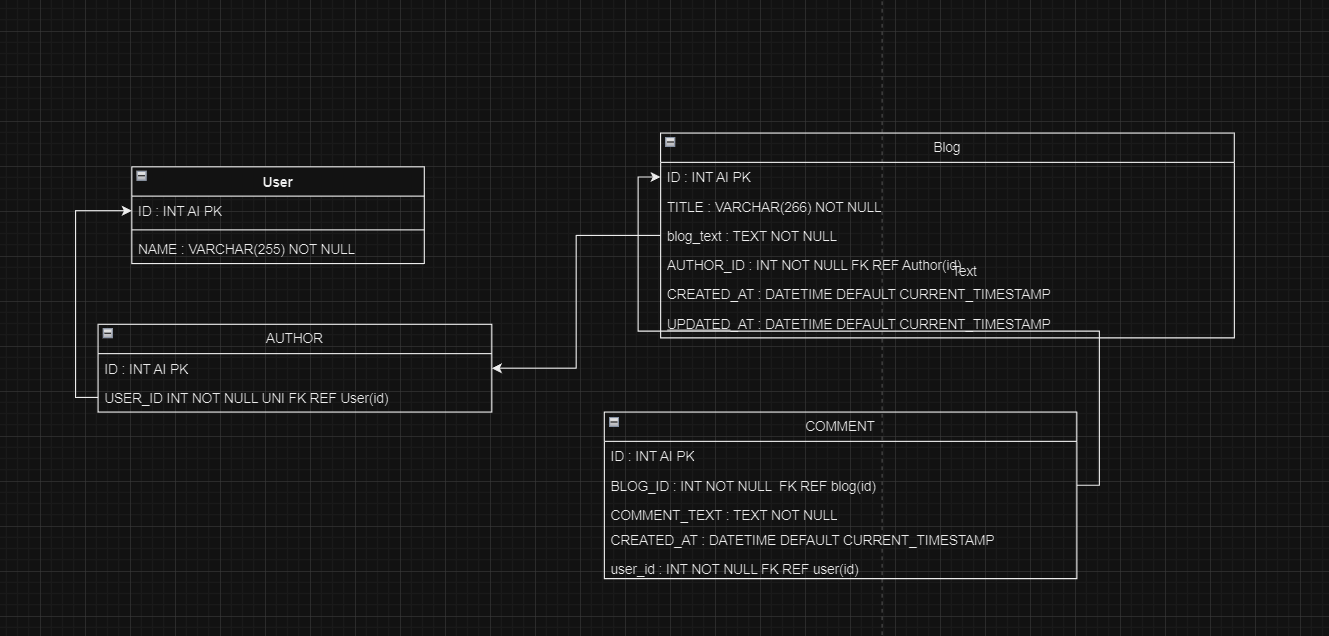 User
ID : INT AI PK
NAME : VARCHAR(255) NOT NULL
AUTHOR
ID : INT AI PK
USER_ID INT NOT NULL UNI FK REF User(id)
Blog
ID : INT AI PK
TITLE : VARCHAR(266) NOT NULL
blog_text : TEXT NOT NULL
AUTHOR_ID : INT NOT NULL FK REF Author(id)
Text
CREATED_AT : DATETIME DEFAULT CURRENT_TIMESTAMP
UPDATED_AT : DATETIME DEFAULT CURRENT_TIMESTAMP
COMMENT
ID : INT AI PK
BLOG_ID : INT NOT NULL  FK REF blog(id)
COMMENT_TEXT : TEXT NOT NULL
CREATED_AT : DATETIME DEFAULT CURRENT_TIMESTAMP
user_id : INT NOT NULL FK REF user(id)